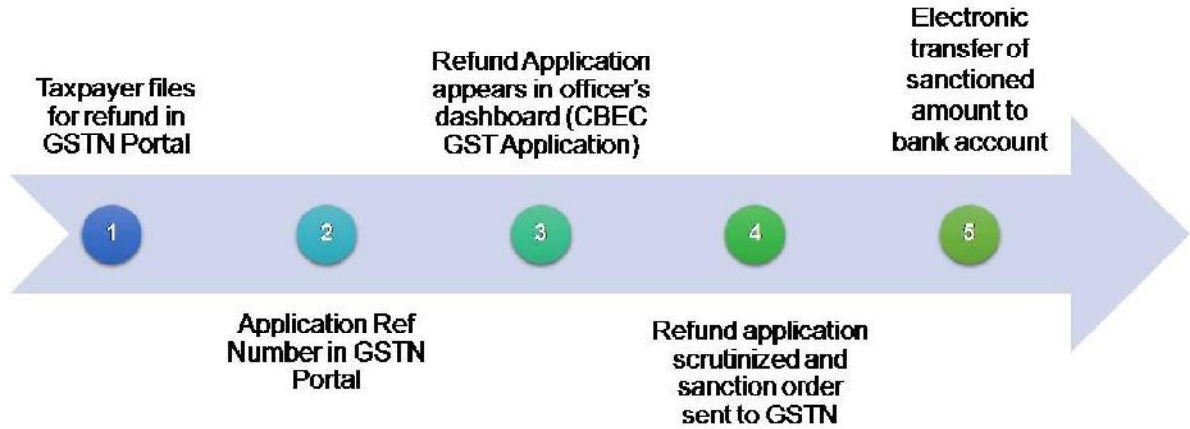 Taxpayer files
for refund in
GSTN Portal
1
Application Ref
Number in GSTN
Portal
2
Refund Application
appears in officer's
dashboard (CBEC
GST Application)
3
Refund application
scrutinized and
sanction order
sent to GSTN
4
Electronic
transfer of
sanctioned
amount to
bank account
5